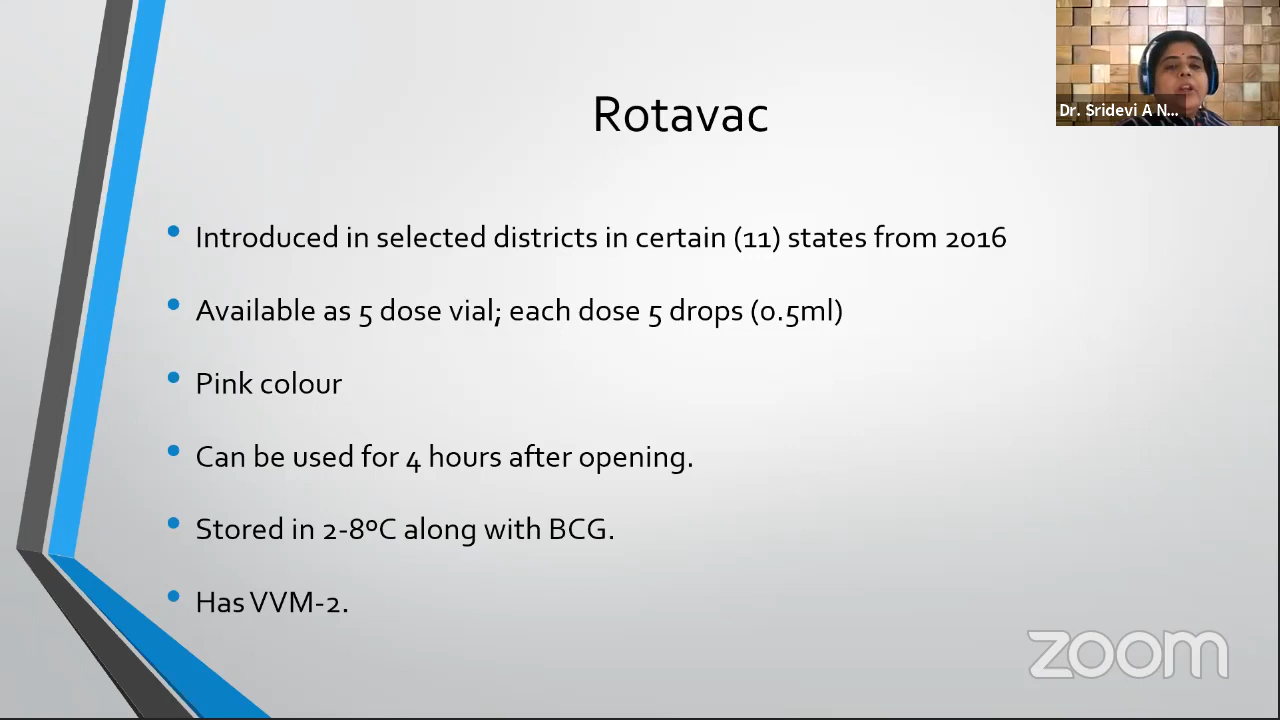 Dr. Sridevi A N...
Rotavac
Introduced in selected districts in certain (11) states from 2016
Available as 5 dose vial; each dose 5 drops (0.5ml)
Pink colour
Can be used for 4 hours after opening.
Stored in 2-8ºC along with BCG.
Has VVM-2.
zoom